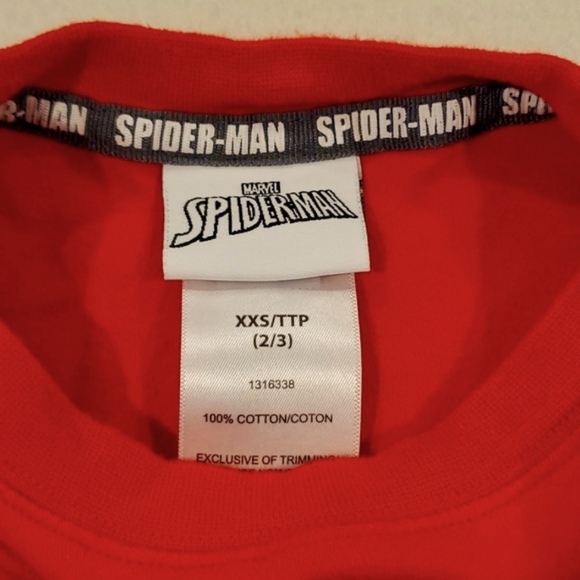 R-MAN SPIDER-MAN SPIDER-MAN SPI
MARVEL
SPIDER-MAN
XXS/TTP
(2/3)
1316338
100% COTTON/COTON
EXCLUSIVE OF TRIMMING